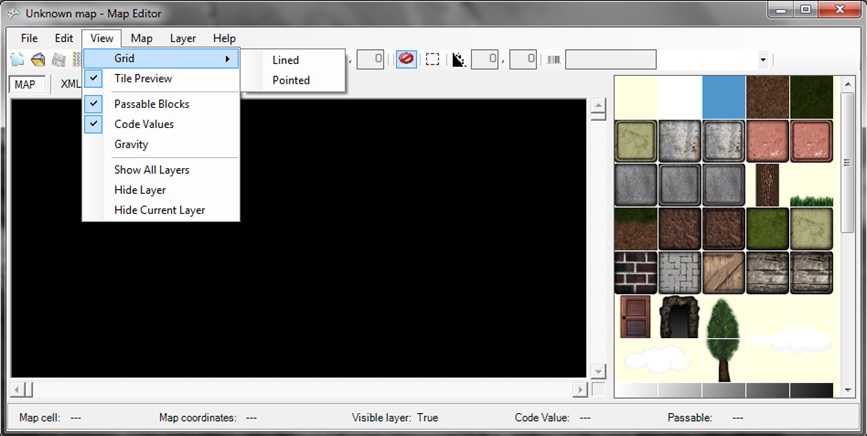 Unknown map - Map Editor
File Edit View Map Layer Help
Grid
Lined
Pointed
, 0
0 , 0
MAP XML
Tile Preview
Passable Blocks
Code Values
Gravity
Show All Layers
Hide Layer
Hide Current Layer
Map cell: --- Map coordinates: --- Visible layer: True Code Value: --- Passable: ---